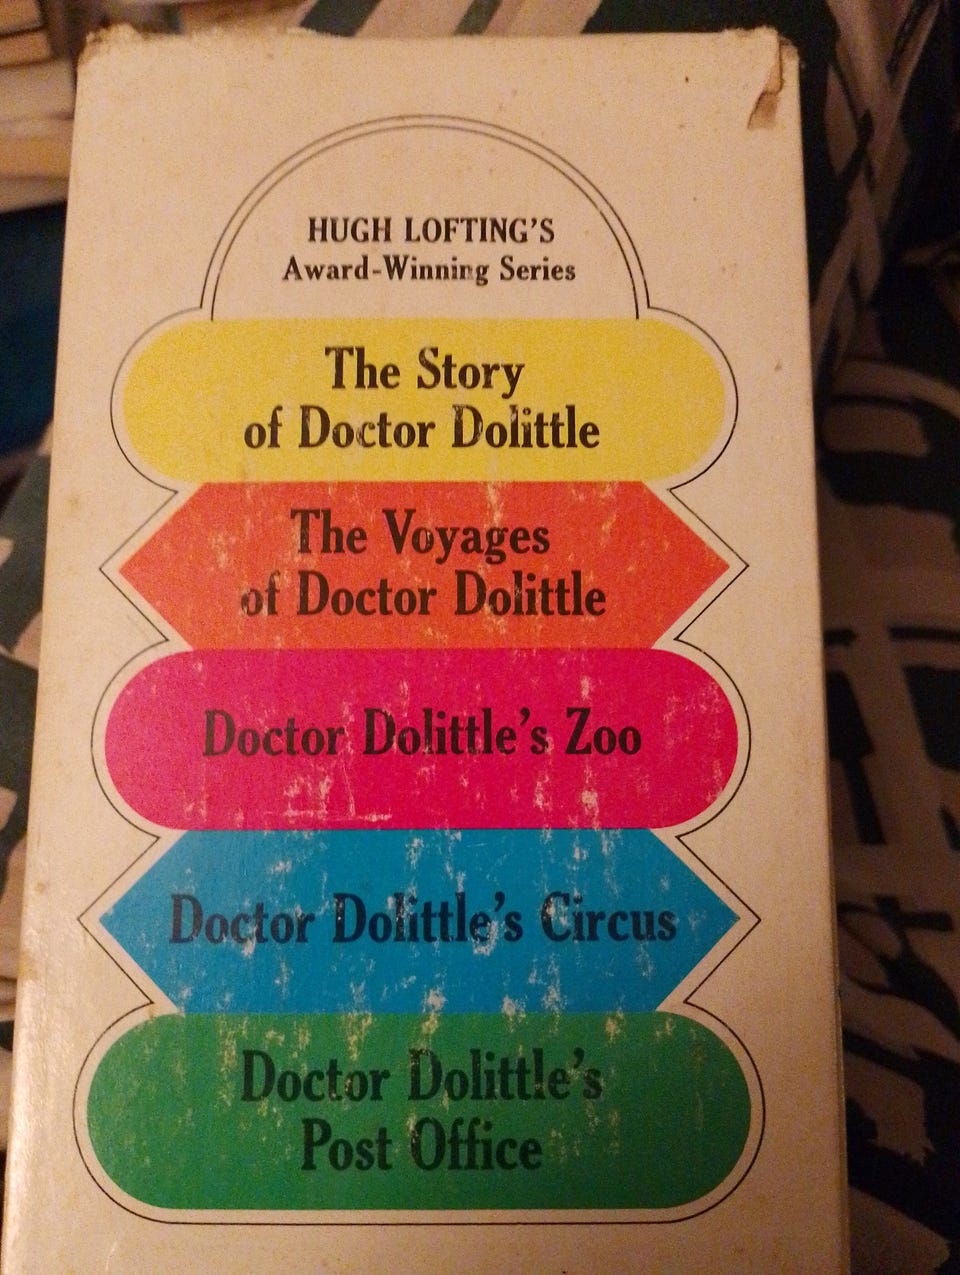 HUGH LOFTING'S
Award-Winning Series
The Story
of Doctor Dolittle
The Voyages
of Doctor Dolittle
Doctor Dolittle's Zoo
Doctor Dolittle's Circus
Doctor Dolittle's
Post Office